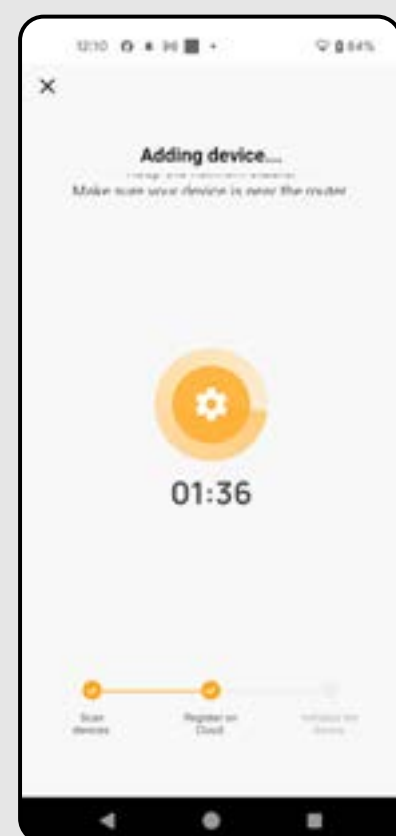 12:10 84%
Adding device...
Make sure your device is near the router
01:36
Scan devices
Register on Cloud